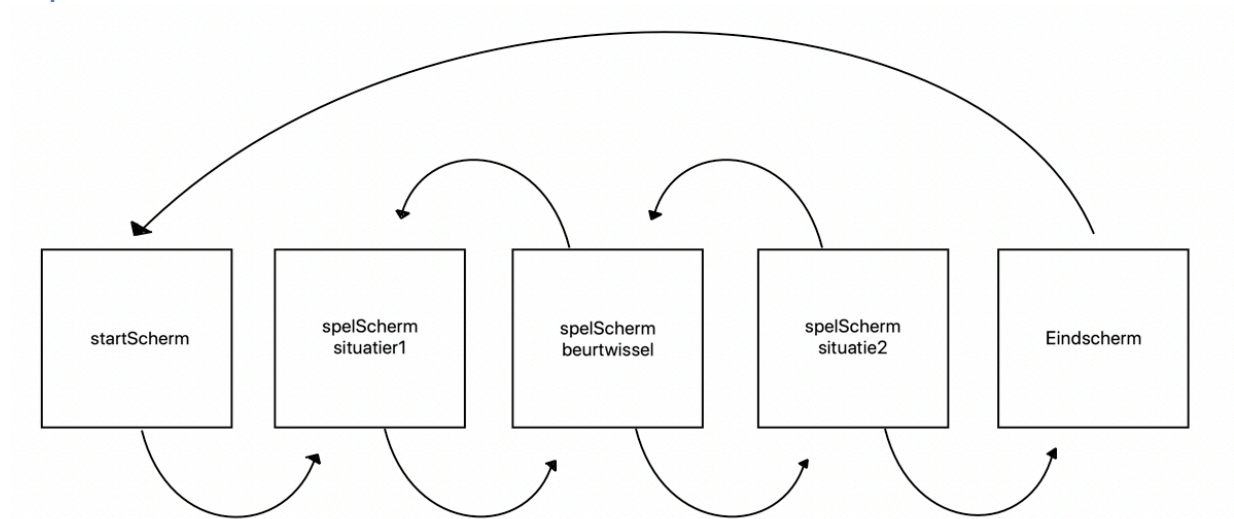 startScherm
spelScherm
situatier1
spelScherm
beurtwissel
spelScherm
situatie2
Eindscherm